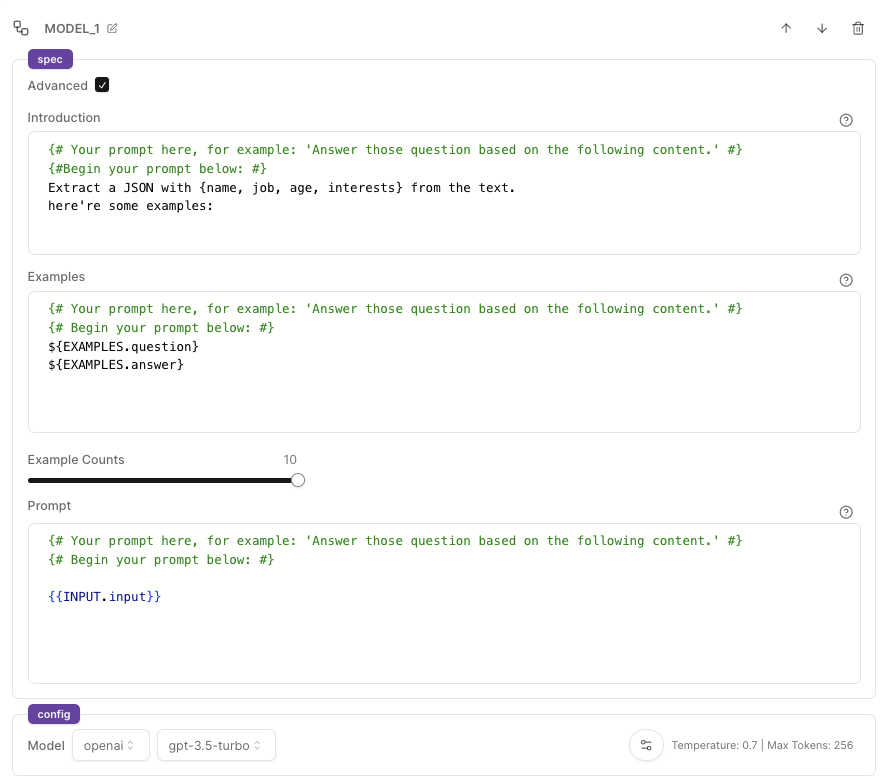 MODEL_1
spec
Advanced
Introduction
{# Your prompt here, for example: 'Answer those question based on the following content.' #}
{#Begin your prompt below: #}
Extract a JSON with {name, job, age, interests} from the text.
here're some examples:
Examples
{# Your prompt here, for example: 'Answer those question based on the following content.' #}
{# Begin your prompt below: #}
${EXAMPLES.question}
${EXAMPLES.answer}
Example Counts 10
Prompt
{# Your prompt here, for example: 'Answer those question based on the following content.' #}
{# Begin your prompt below: #}
{{INPUT.input}}
config
Model openai gpt-3.5-turbo Temperature: 0.7 | Max Tokens: 256